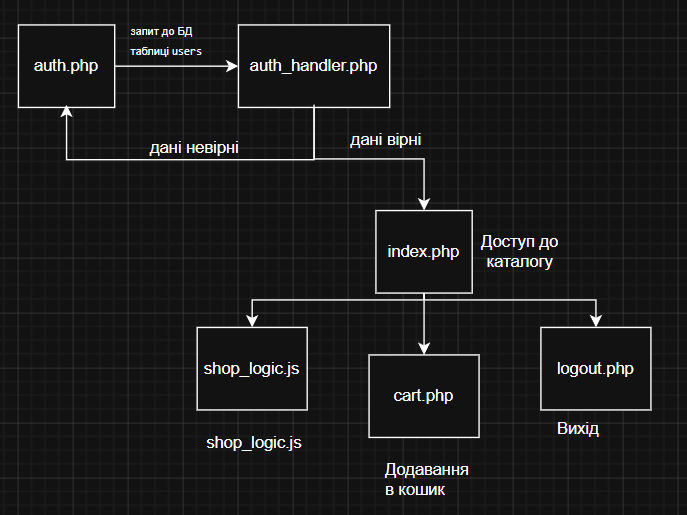 запит до БД
таблиці users
auth.php
auth_handler.php
дані невірні
дані вірні
index.php
Доступ до
каталогу
shop_logic.js
cart.php
logout.php
shop_logic.js
Вихід
Додавання
в кошик